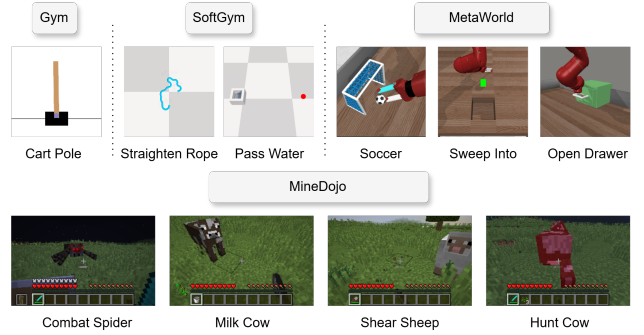 Gym
SoftGym
MetaWorld
Cart Pole
Straighten Rope
Pass Water
Soccer
Sweep Into
Open Drawer
MineDojo
Combat Spider
Milk Cow
Shear Sheep
Hunt Cow